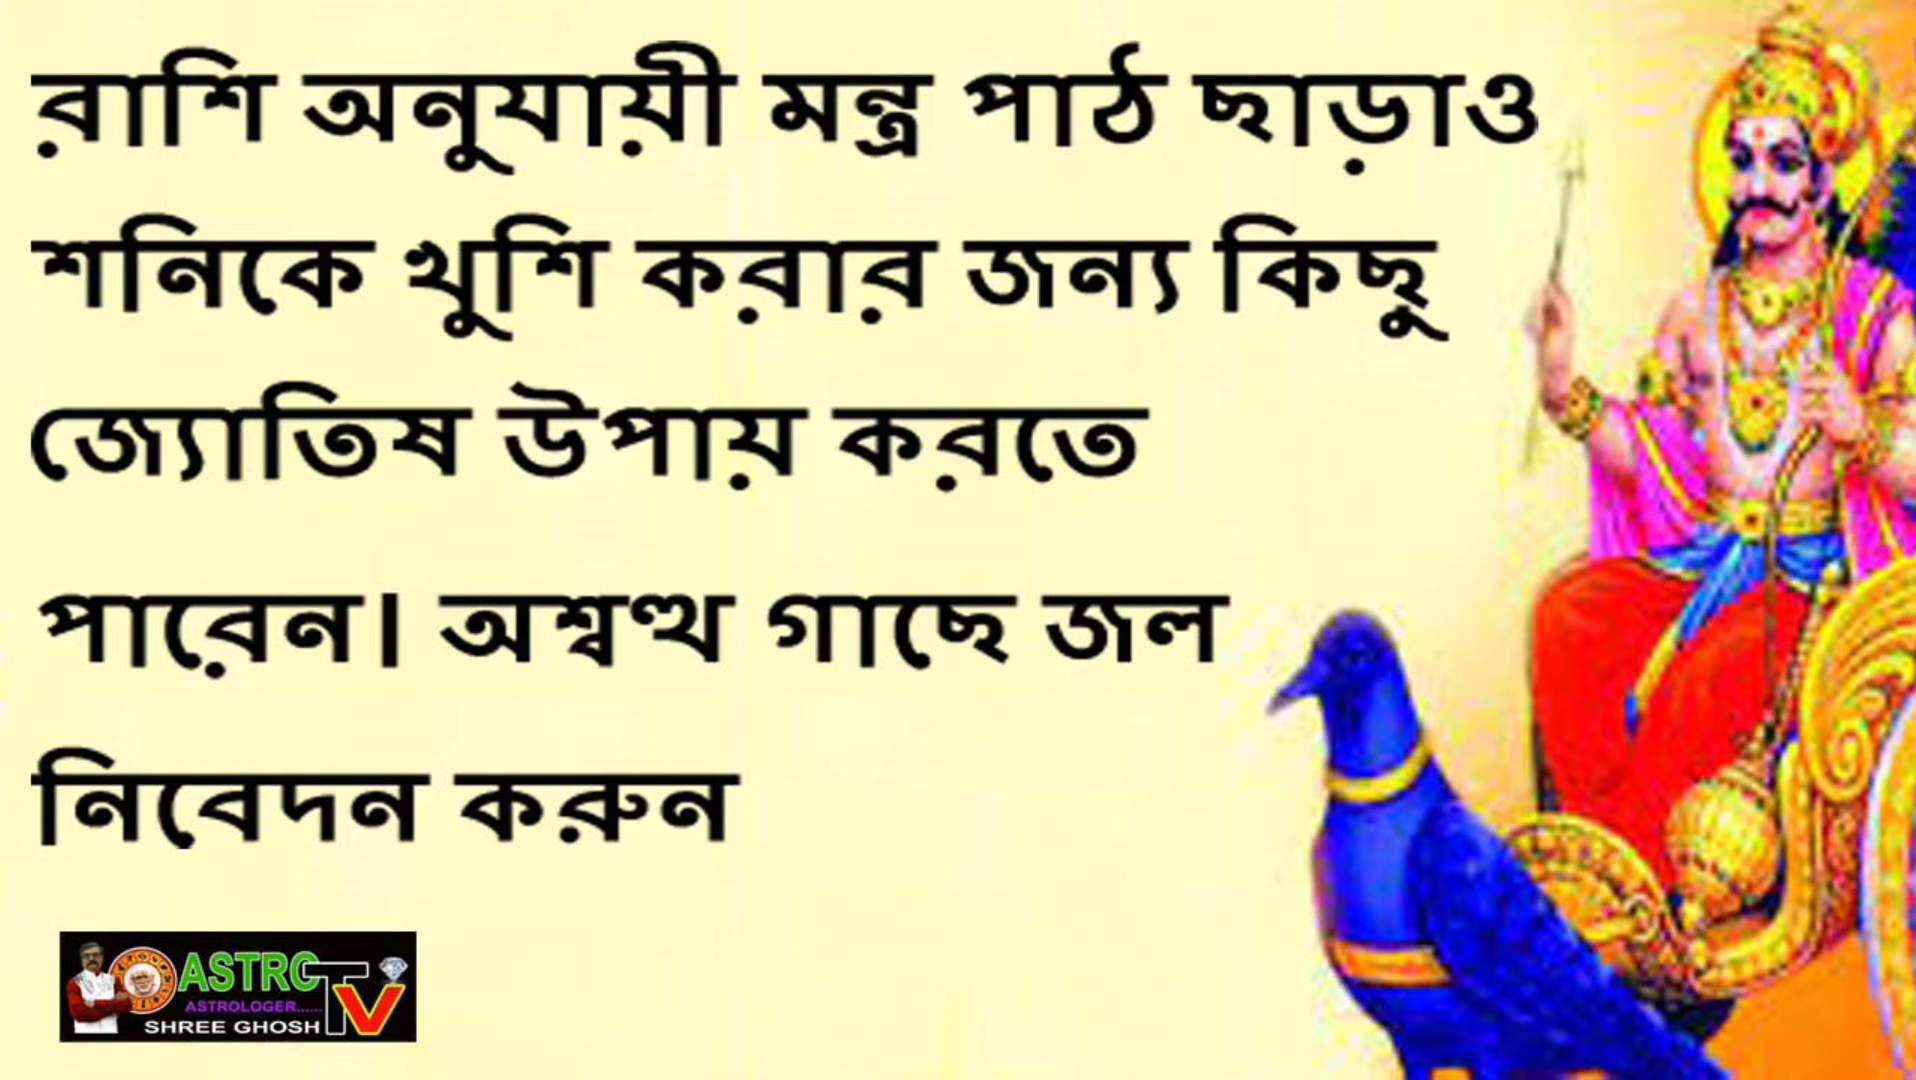 রাশি অনুযায়ী মন্ত্র পাঠ ছাড়াও
শনিকে খুশি করার জন্য কিছু
জ্যোতিষ উপায় করতে
পারেন। অশ্বত্থ গাছে জল
নিবেদন করুন
ASTRO TV
ASTROLOGER......
SHREE GHOSH